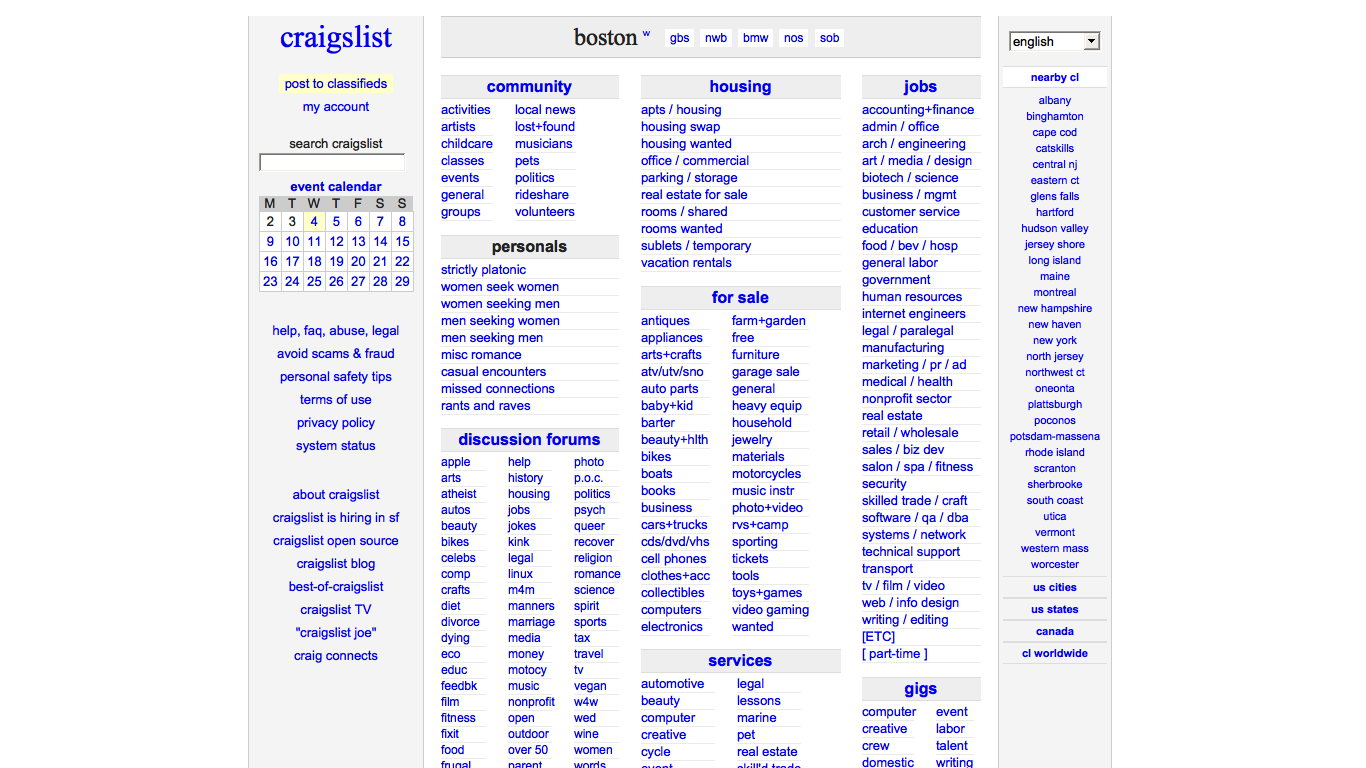 craigslist
post to classifieds
my account
search craigslist
event calendar
M T W T F S S
2 3 4 5 6 7 8
9 10 11 12 13 14 15
16 17 18 19 20 21 22
23 24 25 26 27 28 29
help, faq, abuse, legal
avoid scams & fraud
personal safety tips
terms of use
privacy policy
system status
about craigslist
craigslist is hiring in sf
craigslist open source
craigslist blog
best-of-craigslist
craigslist TV
"craigslist joe"
craig connects
boston w gbs nwb bmw nos sob
community
activities local news
artists lost+found
childcare musicians
classes pets
events politics
general rideshare
groups volunteers
personals
strictly platonic
women seek women
women seeking men
men seeking women
men seeking men
misc romance
casual encounters
missed connections
rants and raves
discussion forums
apple help photo
arts history p.o.c.
atheist housing politics
autos jobs psych
beauty jokes queer
bikes kink recover
celebs legal religion
comp linux romance
crafts m4m science
diet manners spirit
divorce marriage sports
dying media tax
eco money travel
educ motocy tv
feedbk music vegan
film nonprofit w4w
fitness open wed
fixit outdoor wine
food over 50 women
frugal parent words
housing
apts / housing
housing swap
housing wanted
office / commercial
parking / storage
real estate for sale
rooms / shared
rooms wanted
sublets / temporary
vacation rentals
for sale
antiques farm+garden
appliances free
arts+crafts furniture
atv/utv/sno garage sale
auto parts general
baby+kid heavy equip
barter household
beauty+hlth jewelry
bikes materials
boats motorcycles
books music instr
business photo+video
cars+trucks rvs+camp
cds/dvd/vhs sporting
cell phones tickets
clothes+acc tools
collectibles toys+games
computers video gaming
electronics wanted
services
automotive legal
beauty lessons
computer marine
creative pet
cycle real estate
event skill'd trade
jobs
accounting+finance
admin / office
arch / engineering
art / media / design
biotech / science
business / mgmt
customer service
education
food / bev / hosp
general labor
government
human resources
internet engineers
legal / paralegal
manufacturing
marketing / pr / ad
medical / health
nonprofit sector
real estate
retail / wholesale
sales / biz dev
salon / spa / fitness
security
skilled trade / craft
software / qa / dba
systems / network
technical support
transport
tv / film / video
web / info design
writing / editing
[ETC]
[ part-time ]
gigs
computer event
creative labor
crew talent
domestic writing
english
nearby cl
albany
binghamton
cape cod
catskills
central nj
eastern ct
glens falls
hartford
hudson valley
jersey shore
long island
maine
montreal
new hampshire
new haven
new york
north jersey
northwest ct
oneonta
plattsburgh
poconos
potsdam-massena
rhode island
scranton
sherbrooke
south coast
utica
vermont
western mass
worcester
us cities
us states
canada
cl worldwide